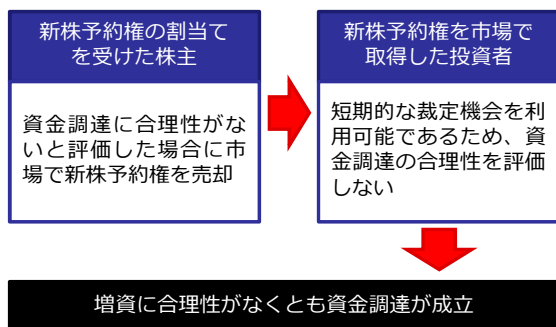 新株予約権の割当て
を受けた株主
資金調達に合理性がな
いと評価した場合に市
場で新株予約権を売却
新株予約権を市場で
取得した投資者
短期的な裁定機会を利
用可能であるため、資
金調達の合理性を評価
しない
増資に合理性がなくとも資金調達が成立